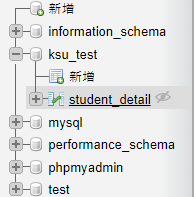 新增
information_schema
ksu_test
新增
student_detail
mysql
performance_schema
phpmyadmin
test